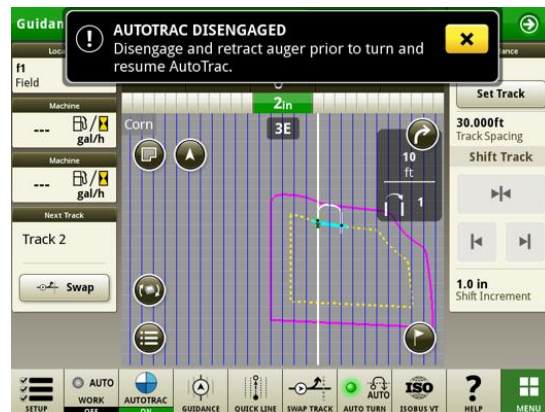 Guidan
AUTOTRAC DISENGAGED
Disengage and retract auger prior to turn and
resume AutoTrac.
Loca
ance
f1
Field
Set Track
2in
Machine
---
gal/h
Corn
3E
10
ft
1
30.000ft
Track Spacing
Shift Track
Machine
---
gal/h
Next Track
Track 2
Swap
1.0 in
Shift Increment
SETUP
AUTO
WORK
OFF
AUTOTRAC
ON
GUIDANCE
QUICK LINE
SWAP TRACK
AUTO
AUTO TURN
ISO
ISOBUS VT
?
HELP
MENU